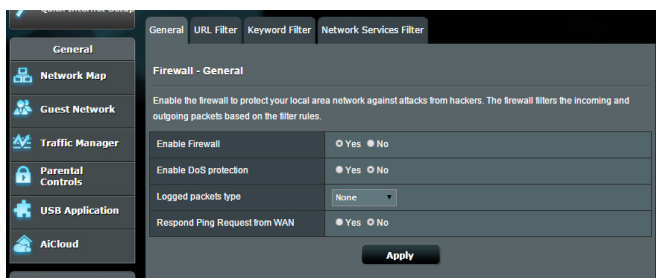 Quick Internet Setup
General
Network Map
Guest Network
Traffic Manager
Parental
Controls
USB Application
AiCloud
General URL Filter Keyword Filter Network Services Filter
Firewall - General
Enable the firewall to protect your local area network against attacks from hackers. The firewall filters the incoming and
outgoing packets based on the filter rules.
Enable Firewall Yes No
Enable DoS protection Yes No
Logged packets type None
Respond Ping Request from WAN Yes No
Apply